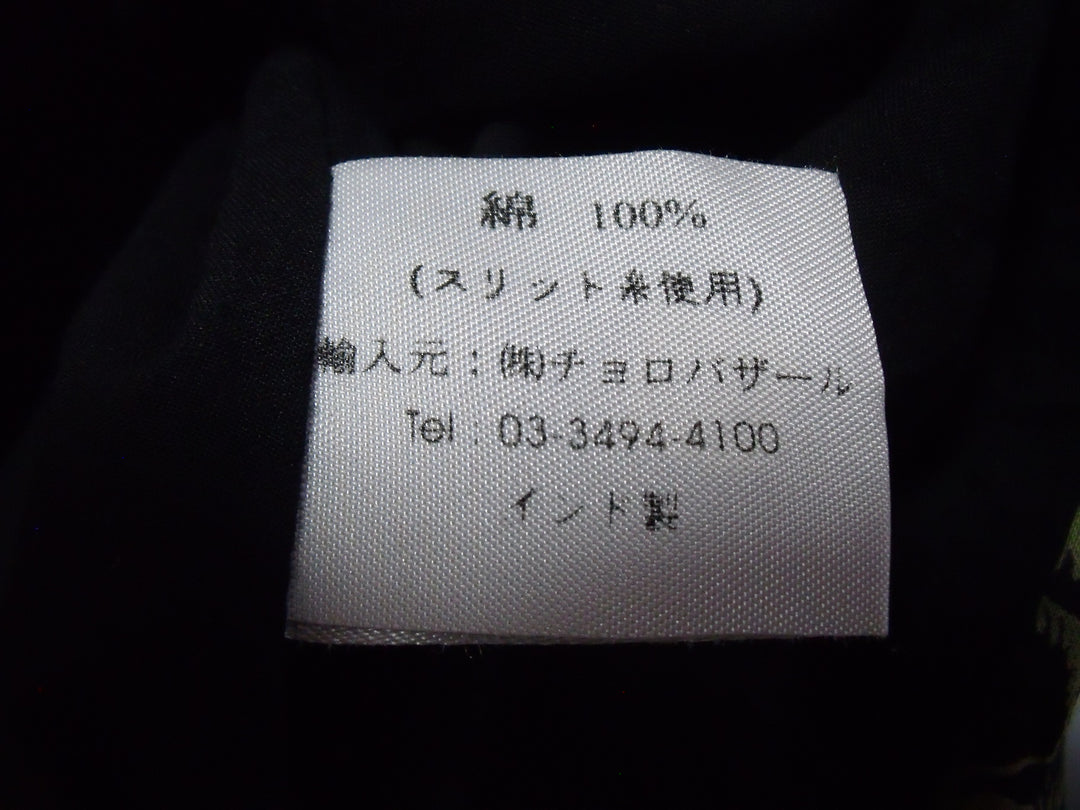 綿 100%
(スリット糸使用)
輸入元：㈱チョロバザール
Tel : 03-3494-4100
インド製